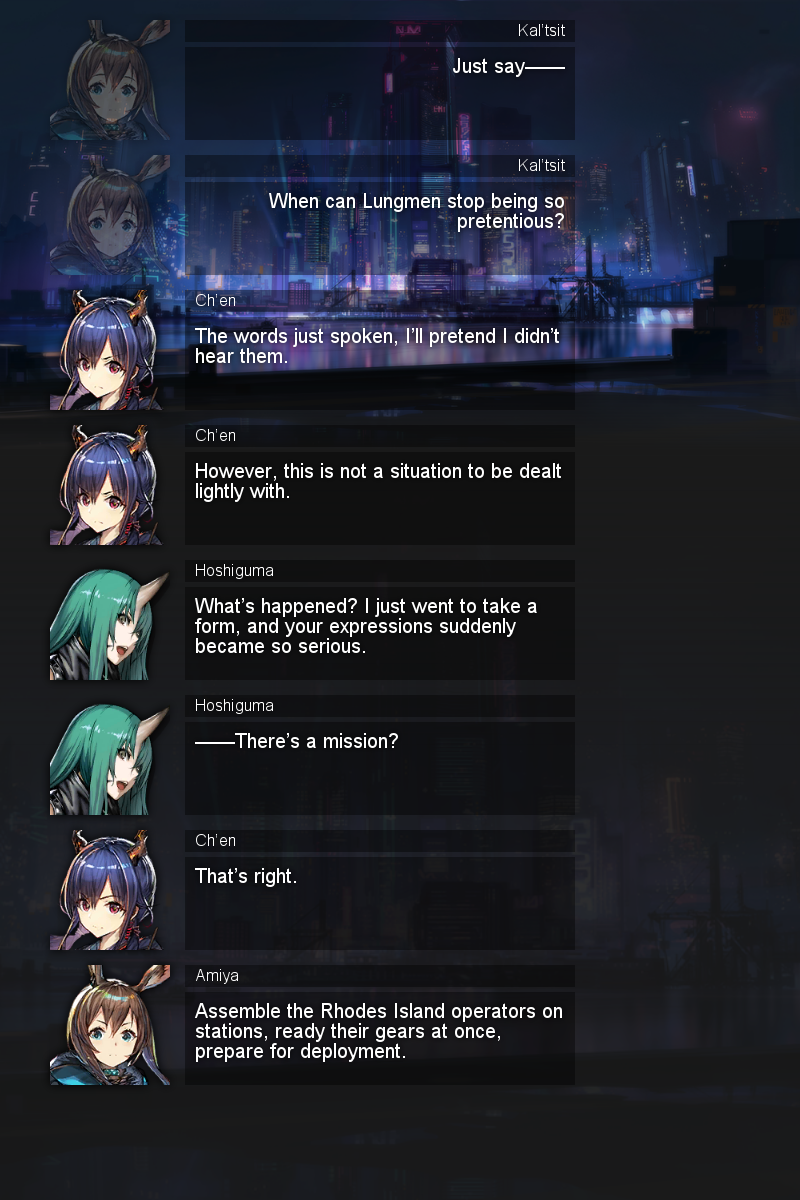 Kal'tsit
Just say——
Kal'tsit
When can Lungmen stop being so
pretentious?
Ch'en
The words just spoken, I'll pretend I didn't
hear them.
Ch'en
However, this is not a situation to be dealt
lightly with.
Hoshiguma
What's happened? I just went to take a
form, and your expressions suddenly
became so serious.
Hoshiguma
——There's a mission?
Ch'en
That's right.
Amiya
Assemble the Rhodes Island operators on
stations, ready their gears at once,
prepare for deployment.